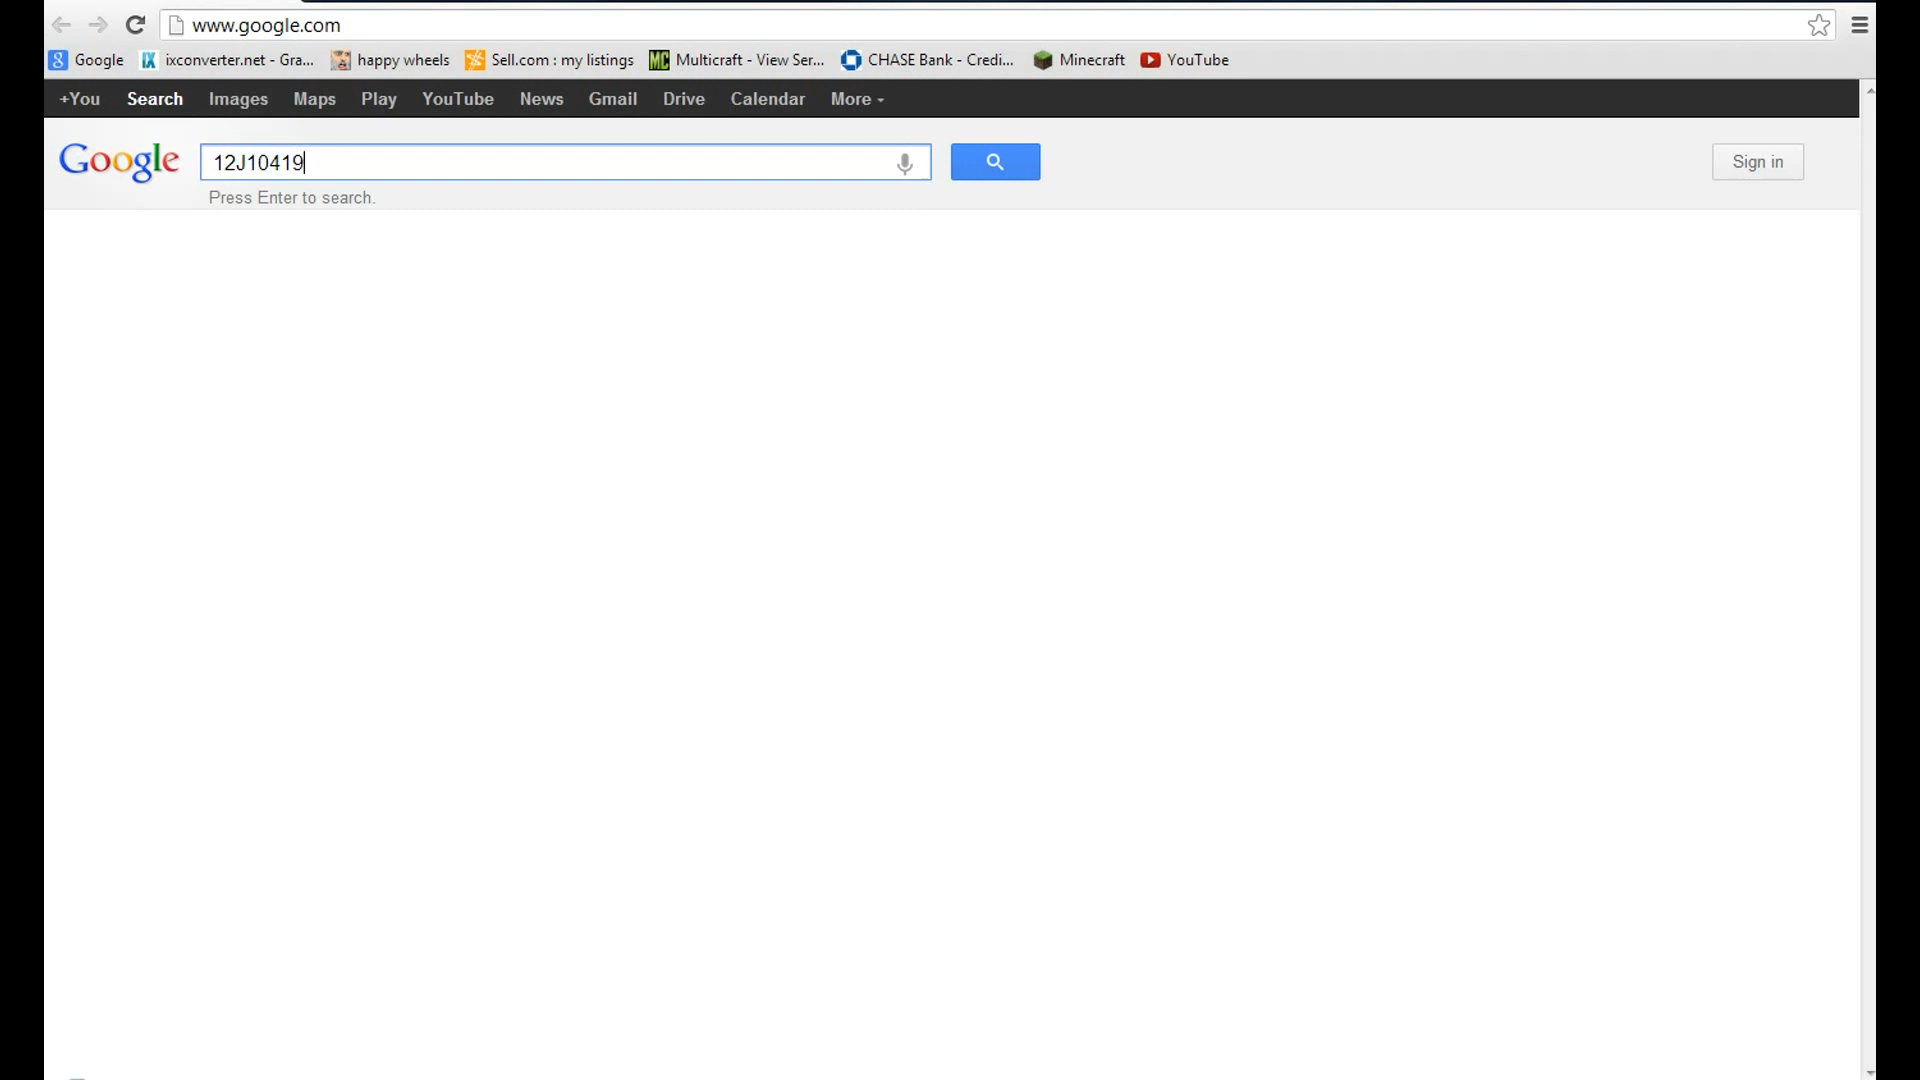 www.google.com
Google ixconverter.net - Gra... happy wheels Sell.com : my listings MC Multicraft - View Ser... CHASE Bank - Credi... Minecraft YouTube
+You Search Images Maps Play YouTube News Gmail Drive Calendar More
Google 12J10419 Sign in
Press Enter to search.